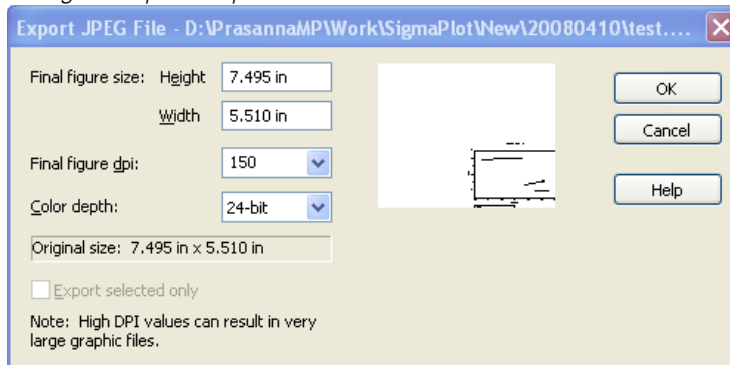 Export JPEG File - D:\PrasannaMP\Work\SigmaPlot\New\20080410\test....
Final figure size: Height 7.495 in
Width 5.510 in
Final figure dpi: 150
Color depth: 24-bit
Original size: 7.495 in x 5.510 in
Export selected only
Note: High DPI values can result in very
large graphic files.
OK
Cancel
Help